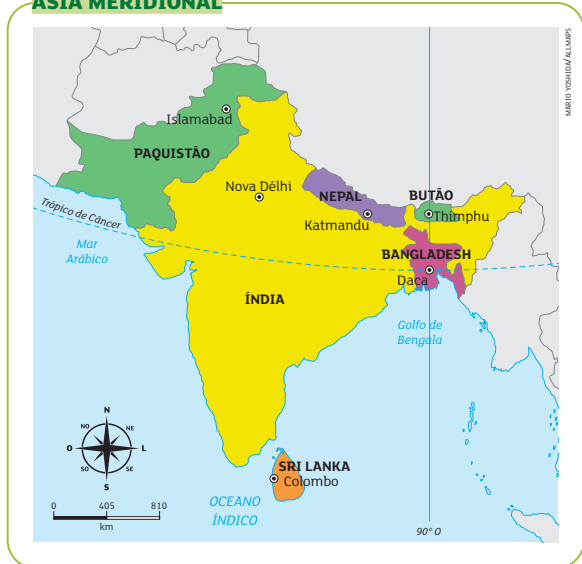 ÁSIA MERIDIONAL
MARIO YOSHIDA/ALLMAPS
Islamabad
PAQUISTÃO
Nova Délhi
NEPAL
BUTÃO
Katmandu
Thimphu
Trópico de Câncer
Mar
Arábico
BANGLADESH
Daca
ÍNDIA
Golfo de
Bengala
N
NO
NE
O
L
SO
SE
S
SRI LANKA
Colombo
0 405 810
km
OCEANO
ÍNDICO
90° O